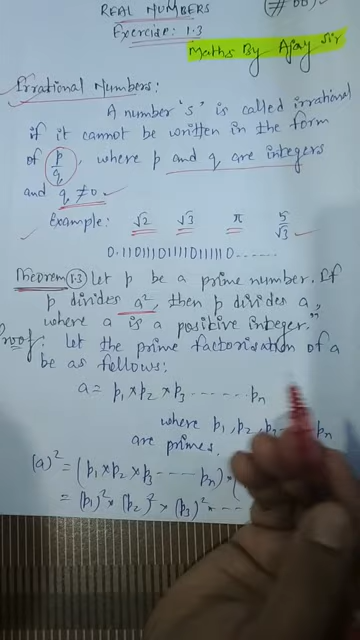 REAL NUMBERS
Exercise: 1.3
Maths By Ajay Sir
Irrational Numbers:
A number 's' is called irrational
if it cannot be written in the form
of p/q, where p and q are integers
and q ≠ 0
Example: √2 √3 π 5/√3
0.11011101111011111 0......
Theorem (1.3) Let p be a prime number. If
p divides a², then p divides a,
where a is a positive integer."
Proof: Let the prime factorisation of a
be as follows:
a = p₁ × p₂ × p₃ ...... pₙ
where p₁, p₂, pₙ
are primes.
(a)² = (p₁ × p₂ × p₃ ---- pₙ) × (
= (p₁)² × (p₂)² × (p₃)² × ---